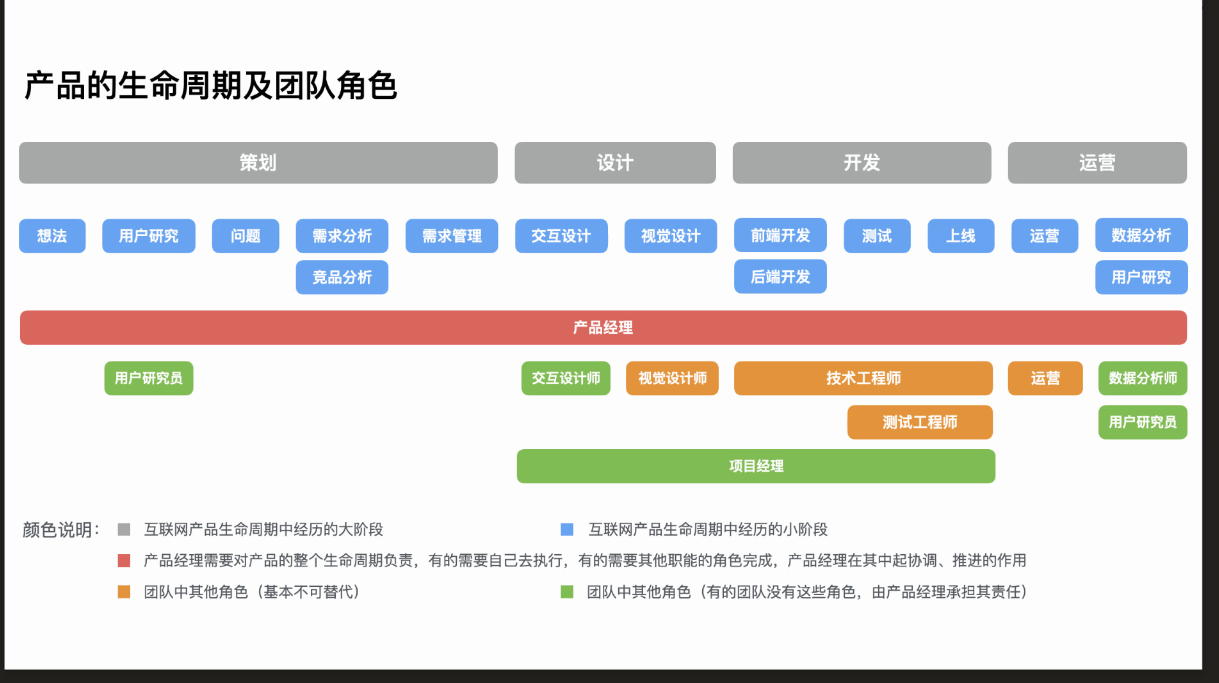 产品的生命周期及团队角色
策划 设计 开发 运营
想法 用户研究 问题 需求分析 需求管理 交互设计 视觉设计 前端开发 测试 上线 运营 数据分析
竞品分析 后端开发 用户研究
产品经理
用户研究员 交互设计师 视觉设计师 技术工程师 运营 数据分析师
测试工程师 用户研究员
项目经理
颜色说明： 互联网产品生命周期中经历的大阶段 互联网产品生命周期中经历的小阶段
产品经理需要对产品的整个生命周期负责，有的需要自己去执行，有的需要其他职能的角色完成，产品经理在其中起协调、推进的作用
团队中其他角色（基本不可替代） 团队中其他角色（有的团队没有这些角色，由产品经理承担其责任）